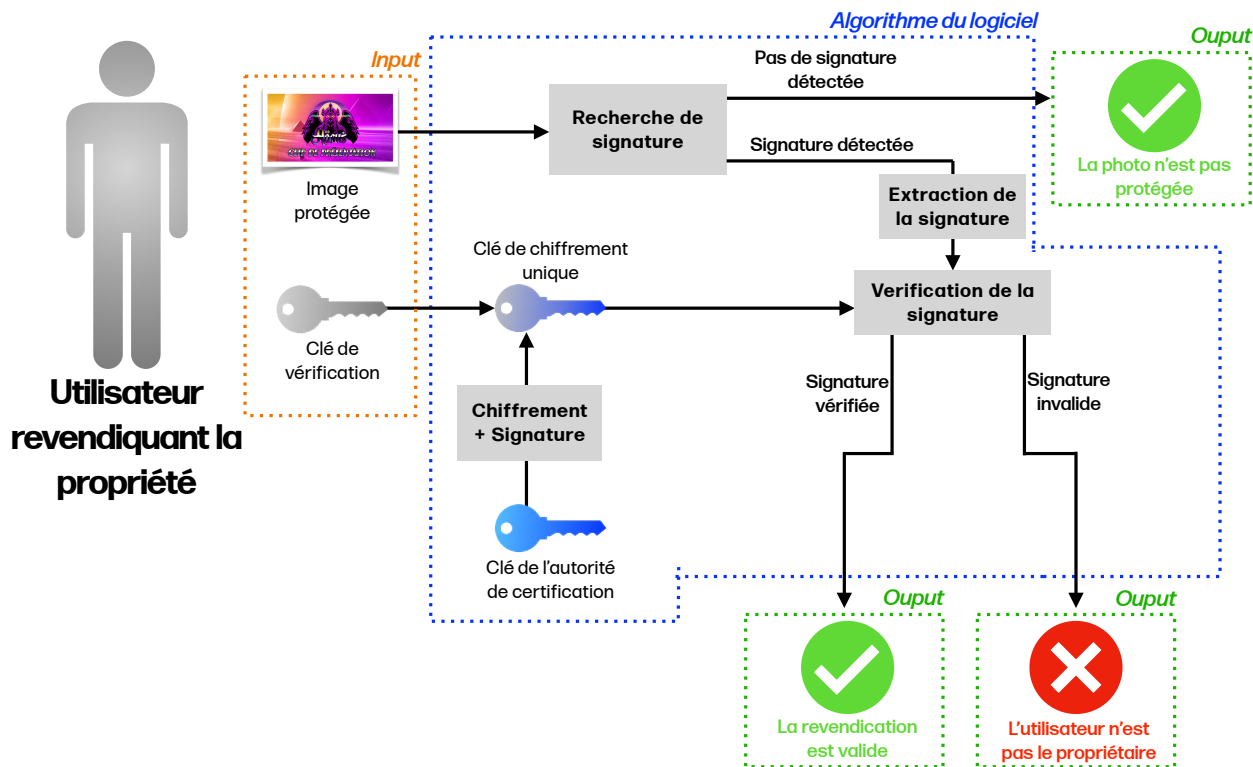 Algorithme du logiciel
Ouput
Input
Pas de signature
détectée
Recherche de
signature
Signature détectée
La photo n'est pas
protégée
CLIP DE PRÉSENTATION
Image
protégée
Extraction de
la signature
Clé de chiffrement
unique
Verification de la
signature
Clé de
vérification
Signature
vérifiée
Signature
invalide
Utilisateur
revendiquant la
propriété
Chiffrement
+ Signature
Clé de l'autorité
de certification
Ouput
Ouput
La revendication
est valide
L'utilisateur n'est
pas le propriétaire